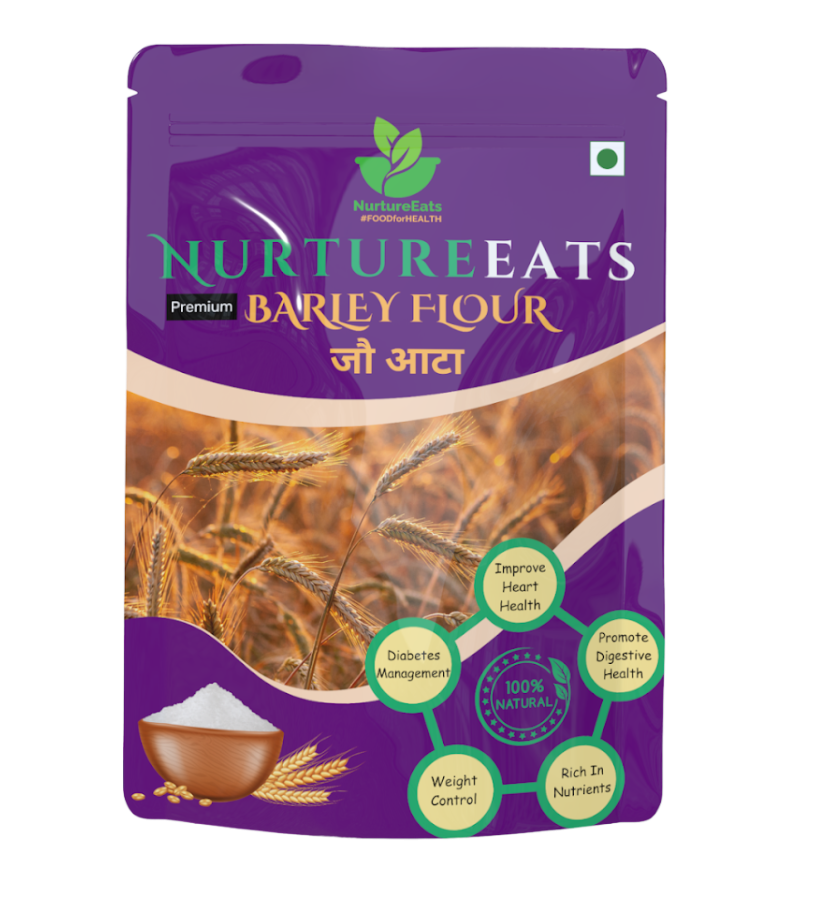 NurtureEats
#FOODforHEALTH
NURTUREEATS
Premium
BARLEY FLOUR
जौ आटा
Improve
Heart
Health
Diabetes
Management
Promote
Digestive
Health
100%
NATURAL
Weight
Control
Rich In
Nutrients